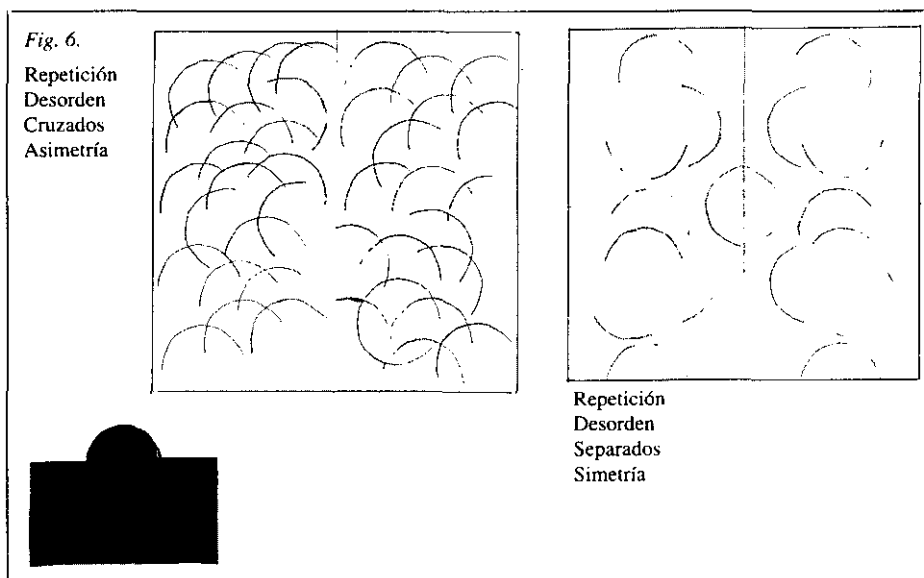 Fig. 6.
Repetición
Desorden
Cruzados
Asimetría
Repetición
Desorden
Separados
Simetría